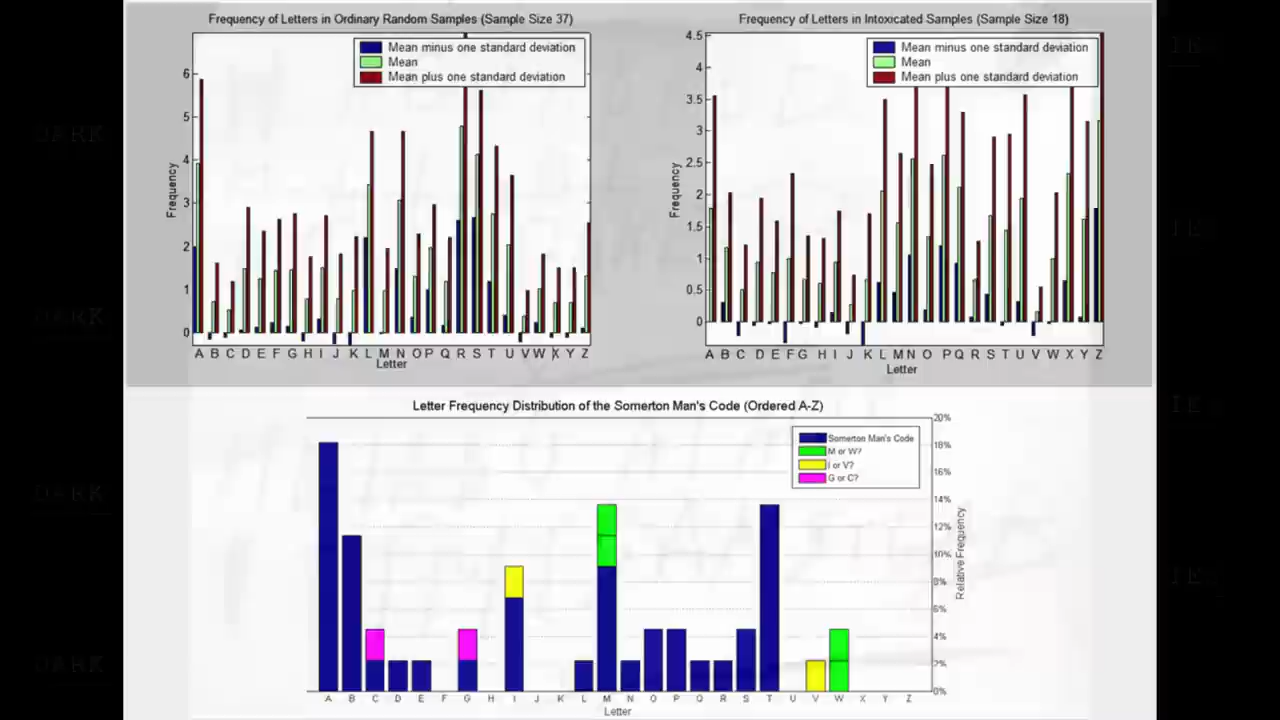 Frequency of Letters in Ordinary Random Samples (Sample Size 37)
Mean minus one standard deviation
Mean
Mean plus one standard deviation
6
5
4
3
2
1
0
Frequency
A B C D E F G H I J K L M N O P Q R S T U V W X Y Z
Letter
Frequency of Letters in Intoxicated Samples (Sample Size 18)
Mean minus one standard deviation
Mean
Mean plus one standard deviation
4.5
4
3.5
3
2.5
2
1.5
1
0.5
0
Frequency
A B C D E F G H I J K L M N O P Q R S T U V W X Y Z
Letter
Letter Frequency Distribution of the Somerton Man's Code (Ordered A-Z)
Somerton Man's Code
M or W?
I or V?
G or C?
20%
18%
16%
14%
12%
10%
8%
6%
4%
2%
0%
Relative Frequency
A B C D E F G H I J K L M N O P Q R S T U V W X Y Z
Letter
DARK
DARK
DARK
DARK